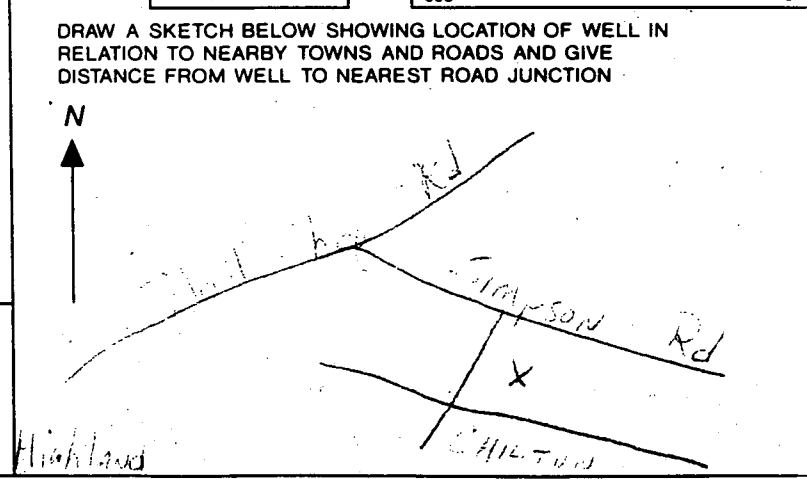 DRAW A SKETCH BELOW SHOWING LOCATION OF WELL IN
RELATION TO NEARBY TOWNS AND ROADS AND GIVE
DISTANCE FROM WELL TO NEAREST ROAD JUNCTION
N
Rd
SIMPSON Rd
X
CHILTON
Highland